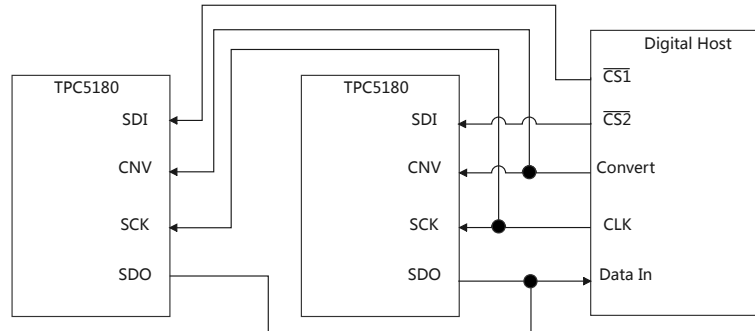 Digital Host
TPC5180
TPC5180
CS1
SDI
SDI
CS2
CNV
CNV
Convert
SCK
SCK
CLK
SDO
SDO
Data In